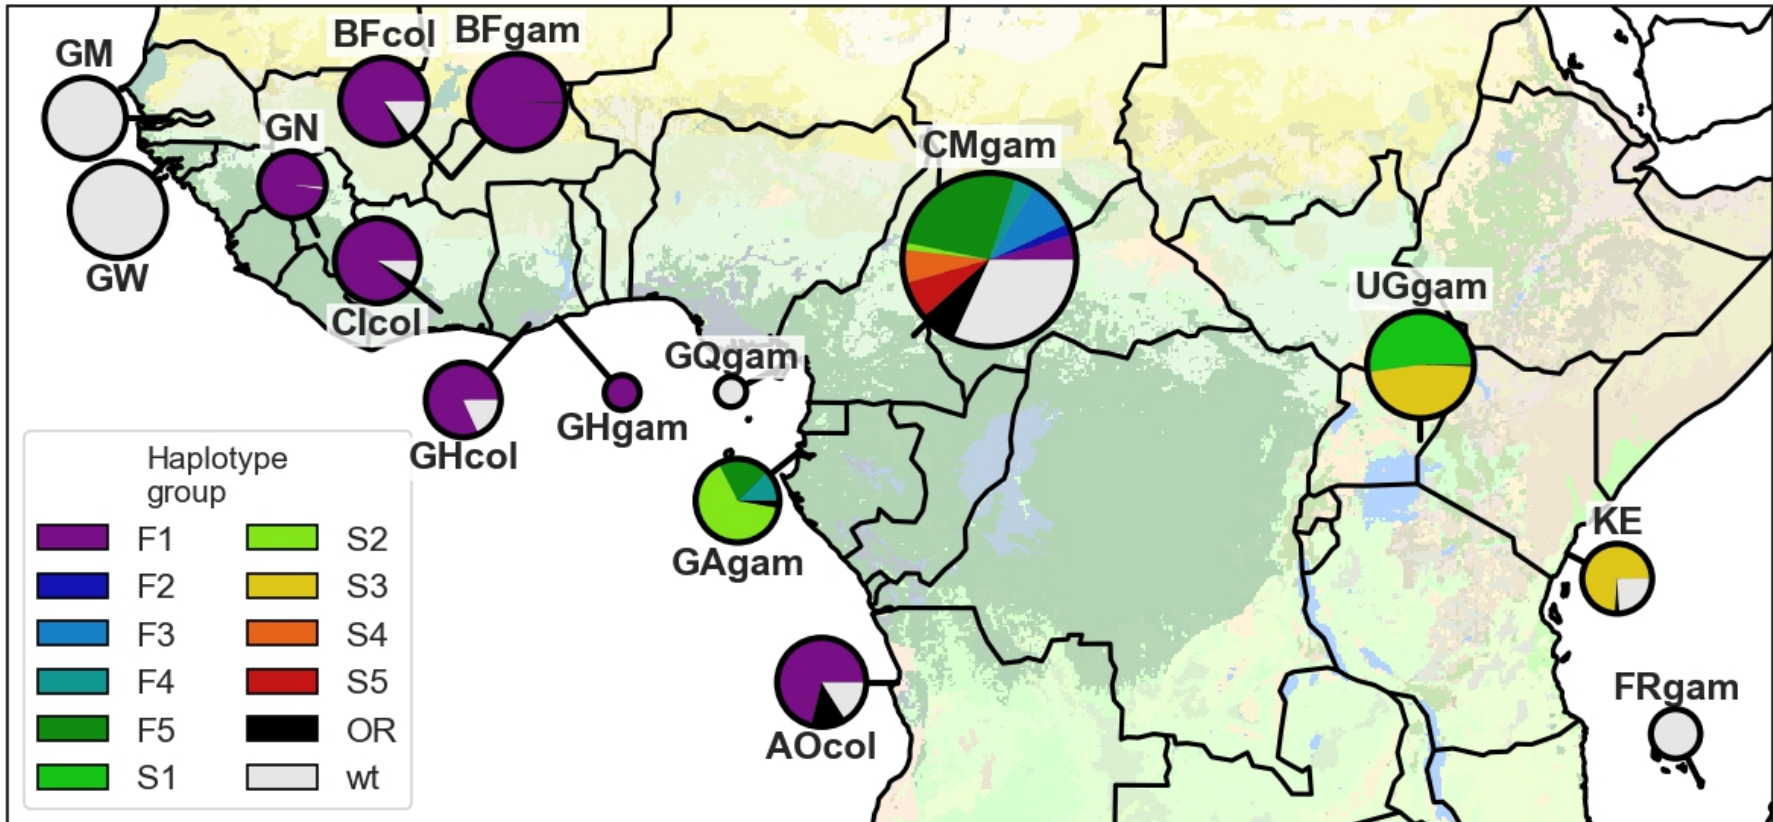 BFcol
BFgam
GM
GN
CMgam
GW
UGgam
CIcol
GQgam
GHgam
GHcol
GAgam
KE
FRgam
AOcol
Haplotype
group
F1
S2
F2
S3
F3
S4
F4
S5
F5
OR
S1
wt